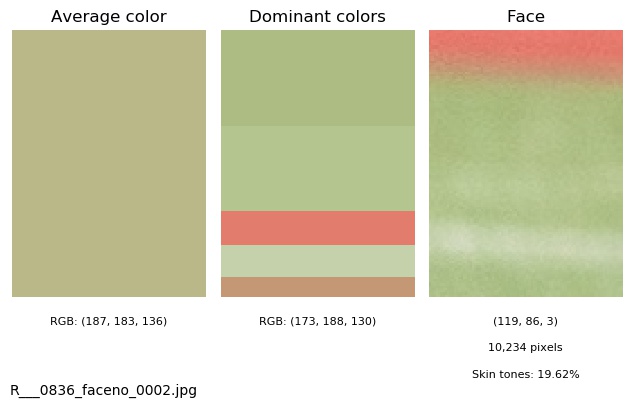 Average color
Dominant colors
Face
RGB: (187, 183, 136)
RGB: (173, 188, 130)
(119, 86, 3)
10,234 pixels
Skin tones: 19.62%
R___0836_faceno_0002.jpg